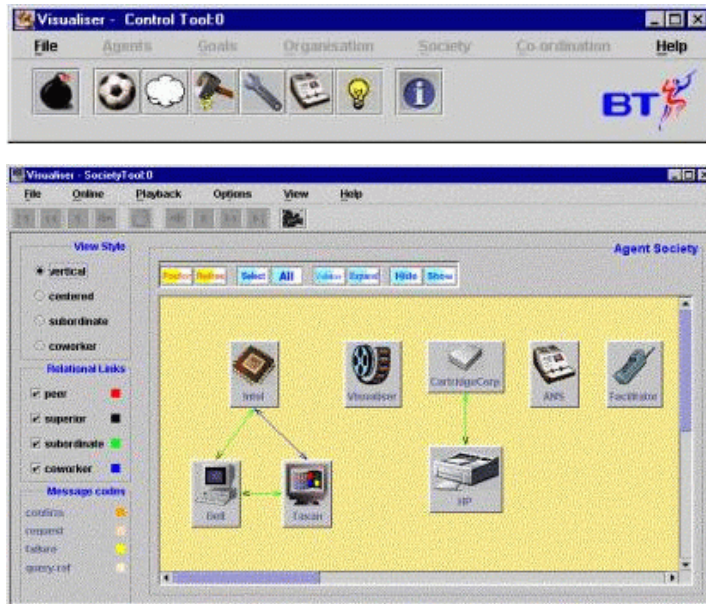 Visualiser - Control Tool:0
File Agents Goals Organisation Society Co-ordination Help
BT
Visualiser - SocietyTool:0
File Online Playback Options View Help
View Style
Agent Society
vertical
centered
subordinate
coworker
Select All Expand Hide Show
Relational Links
peer
superior
subordinate
coworker
Message codes
confirm
request
failure
query-ref
Intel Visualiser CartridgeCorp ANS Facilitator
Dell Taxan HP